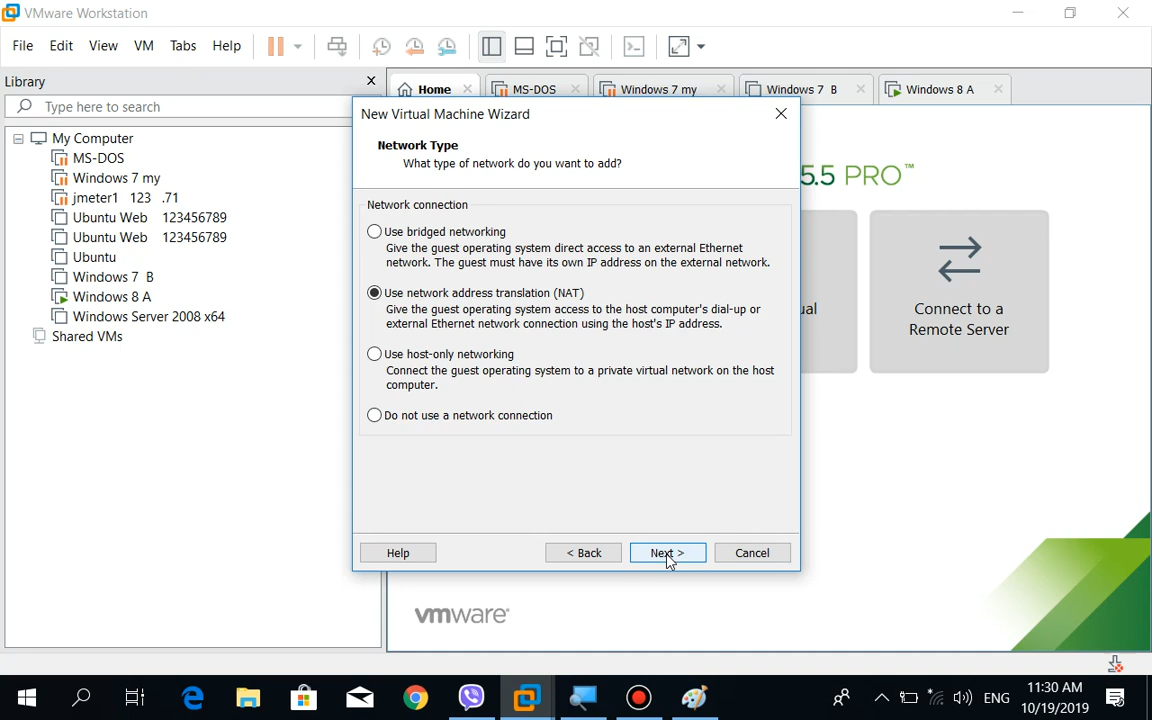 VMware Workstation
File Edit View VM Tabs Help
Library
Type here to search
My Computer
MS-DOS
Windows 7 my
jmeter1 123 .71
Ubuntu Web 123456789
Ubuntu Web 123456789
Ubuntu
Windows 7 B
Windows 8 A
Windows Server 2008 x64
Shared VMs
Home MS-DOS Windows 7 my Windows 7 B Windows 8 A
New Virtual Machine Wizard
Network Type
What type of network do you want to add?
Network connection
Use bridged networking
Give the guest operating system direct access to an external Ethernet
network. The guest must have its own IP address on the external network.
Use network address translation (NAT)
Give the guest operating system access to the host computer's dial-up or
external Ethernet network connection using the host's IP address.
Use host-only networking
Connect the guest operating system to a private virtual network on the host
computer.
Do not use a network connection
Help < Back Next > Cancel
5.5 PRO™
ual
Connect to a
Remote Server
vmware
ENG
11:30 AM
10/19/2019